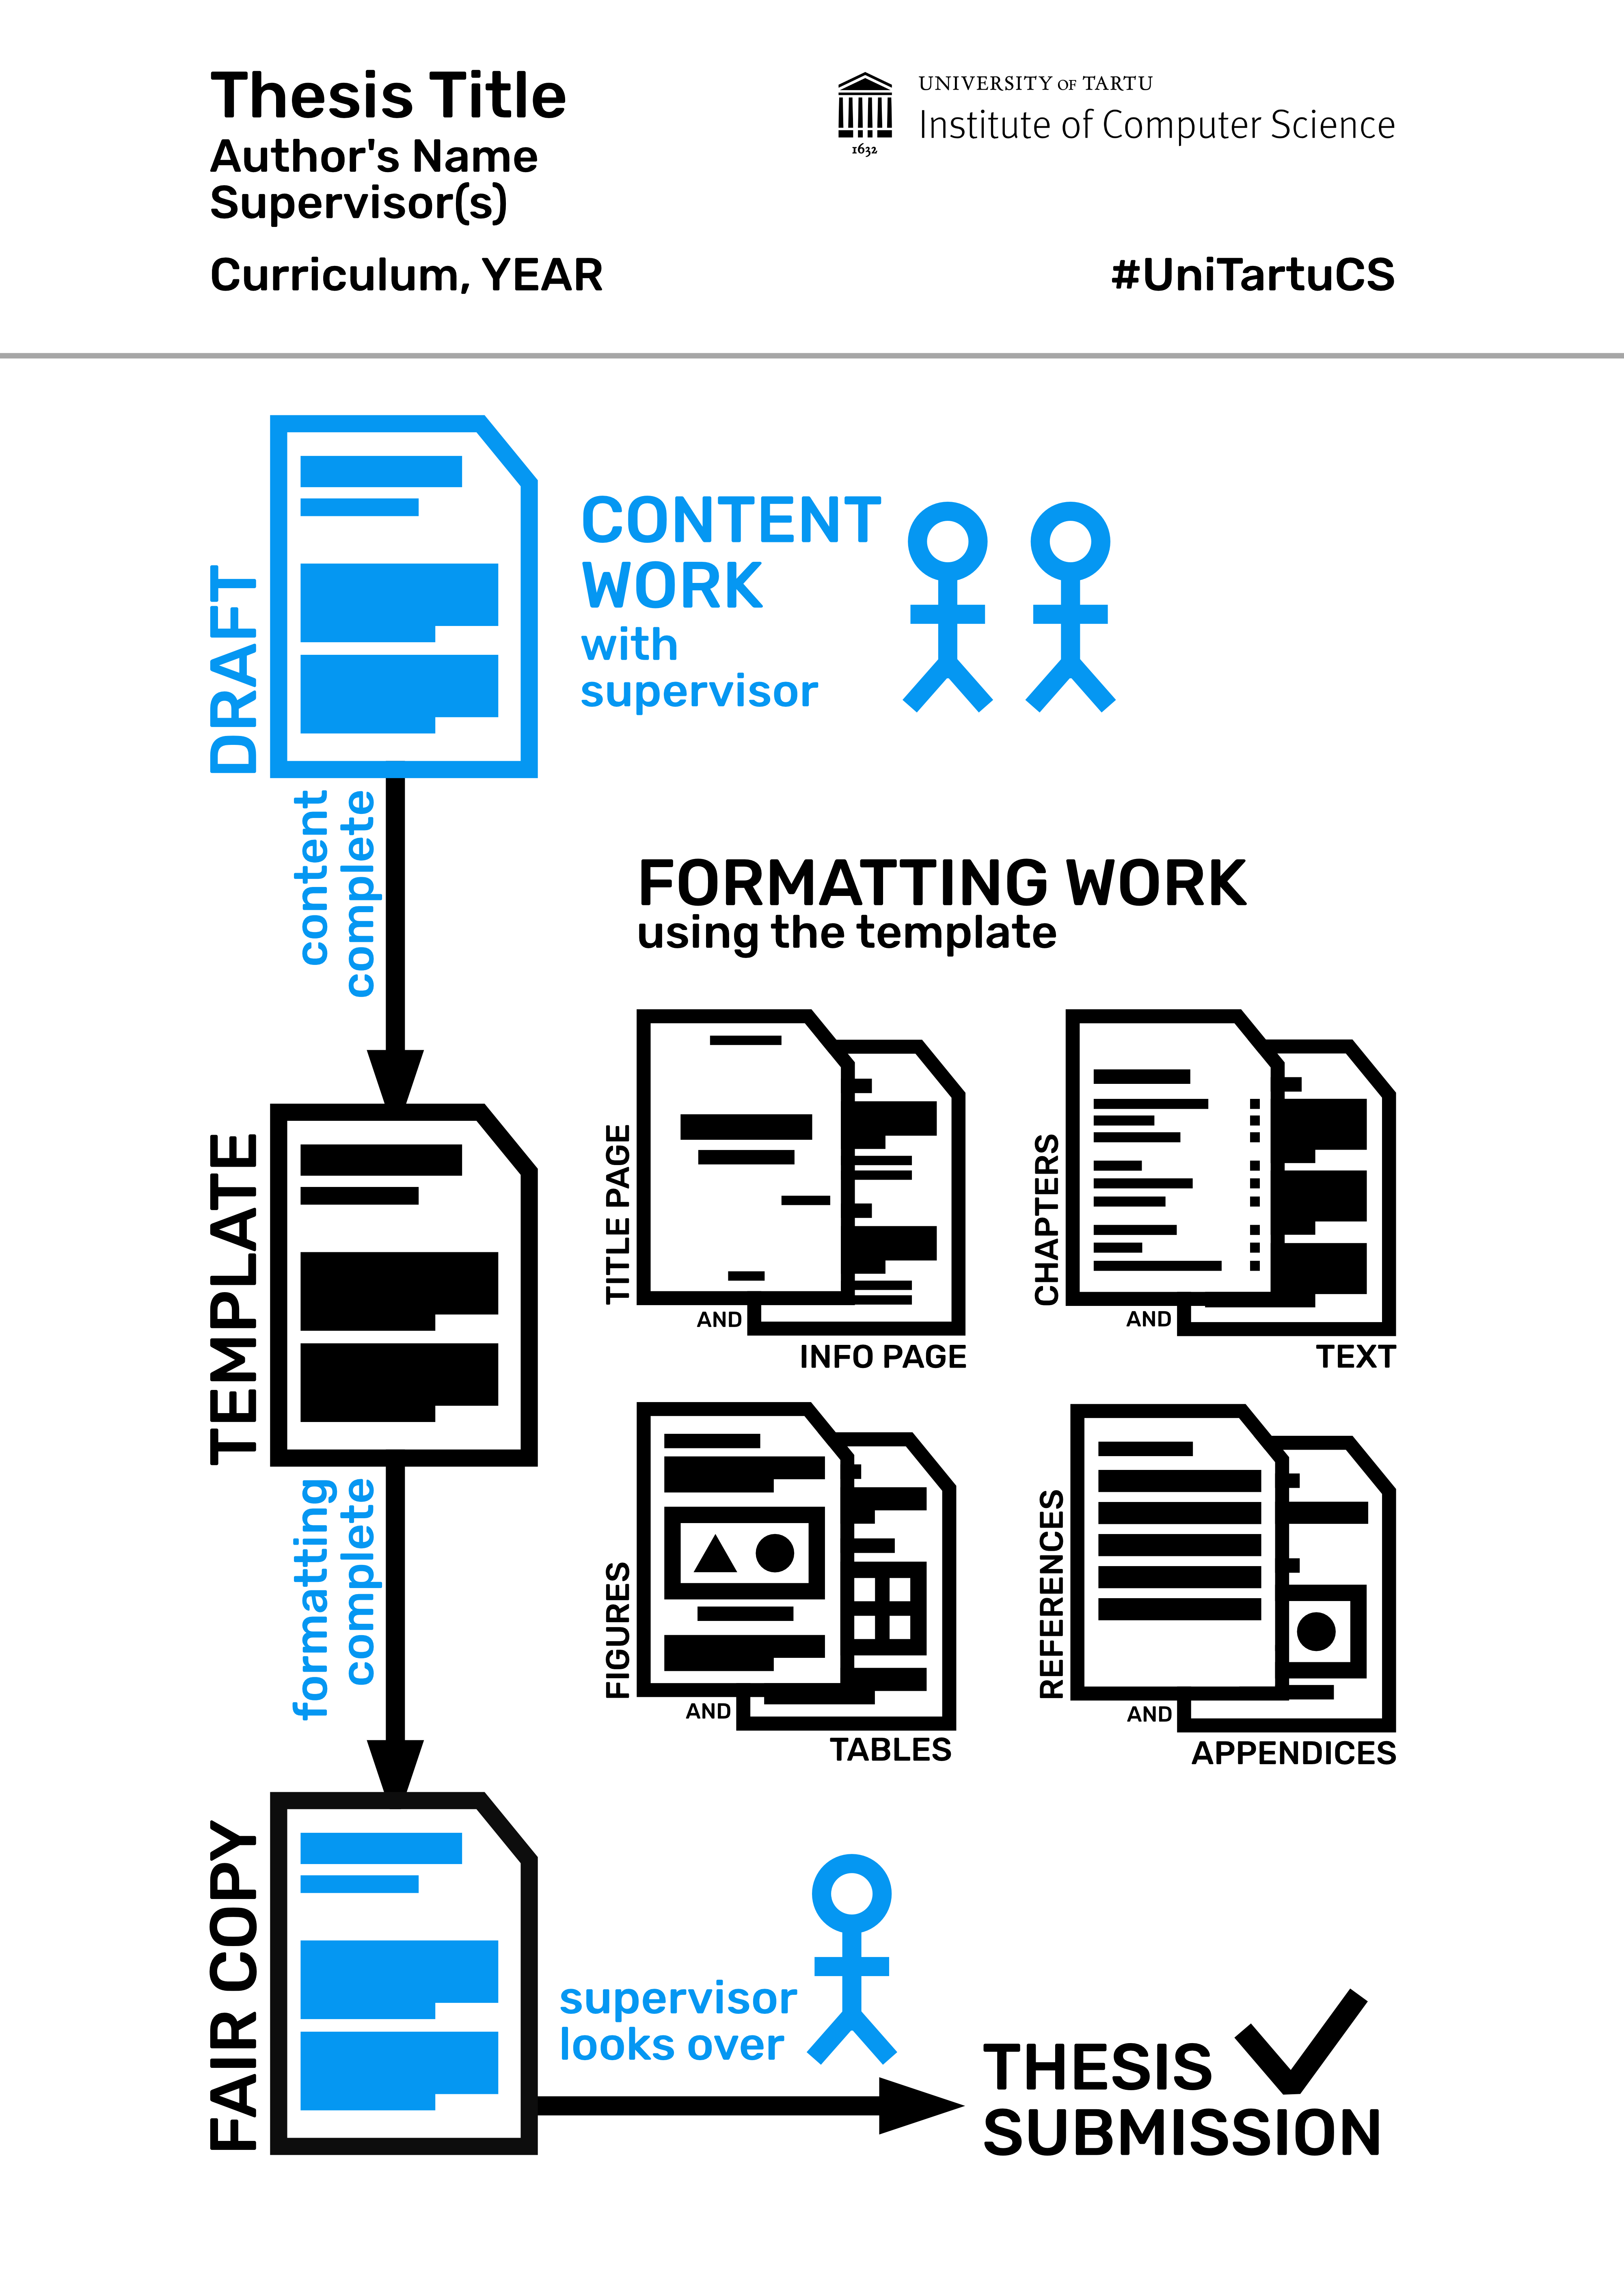 Thesis Title
Author's Name
Supervisor(s)
Curriculum, YEAR
UNIVERSITY OF TARTU
Institute of Computer Science
1632
#UniTartuCS
DRAFT
CONTENT
WORK
with
supervisor
content
complete
FORMATTING WORK
using the template
TEMPLATE
TITLE PAGE
AND
INFO PAGE
CHAPTERS
AND
TEXT
FIGURES
AND
TABLES
REFERENCES
AND
APPENDICES
formatting
complete
FAIR COPY
supervisor
looks over
THESIS
SUBMISSION